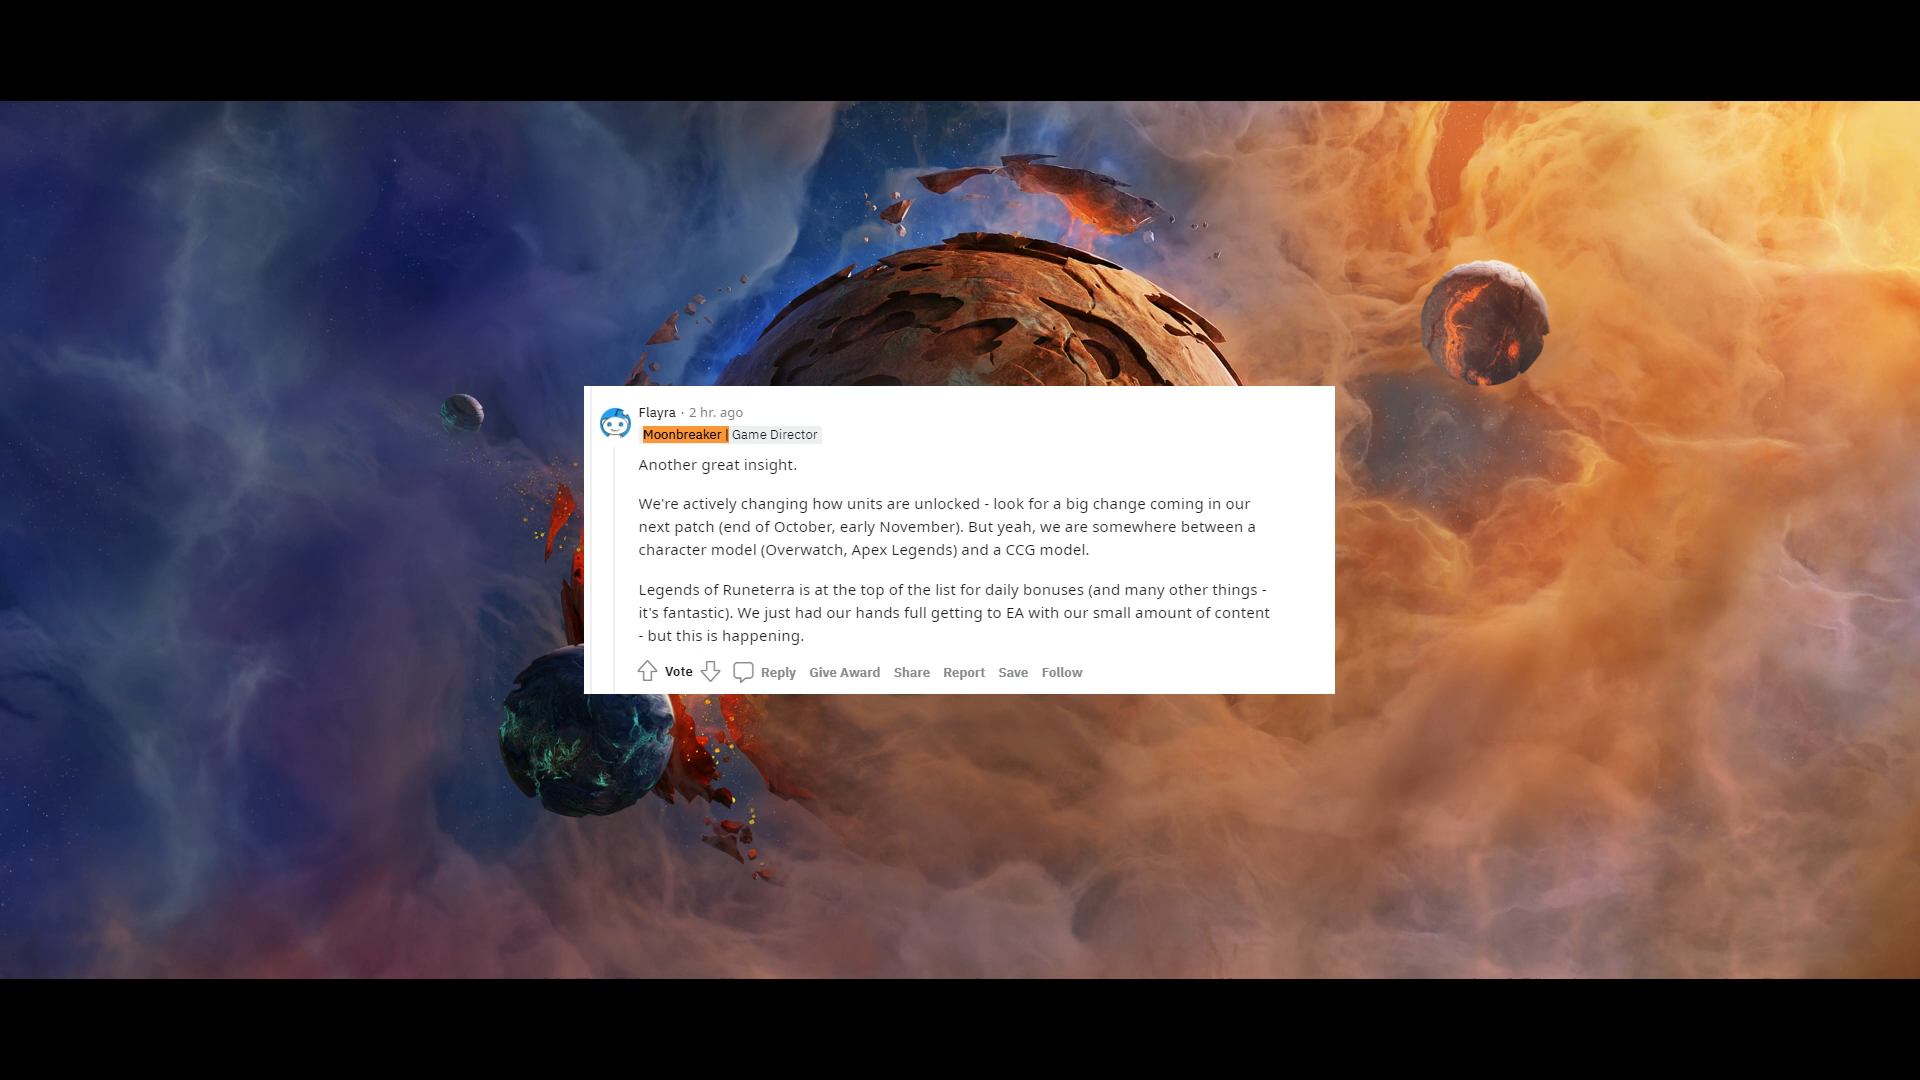 Flayra · 2 hr. ago
Moonbreaker | Game Director
Another great insight.
We're actively changing how units are unlocked - look for a big change coming in our
next patch (end of October, early November). But yeah, we are somewhere between a
character model (Overwatch, Apex Legends) and a CCG model.
Legends of Runeterra is at the top of the list for daily bonuses (and many other things -
it's fantastic). We just had our hands full getting to EA with our small amount of content
- but this is happening.
Vote Reply Give Award Share Report Save Follow